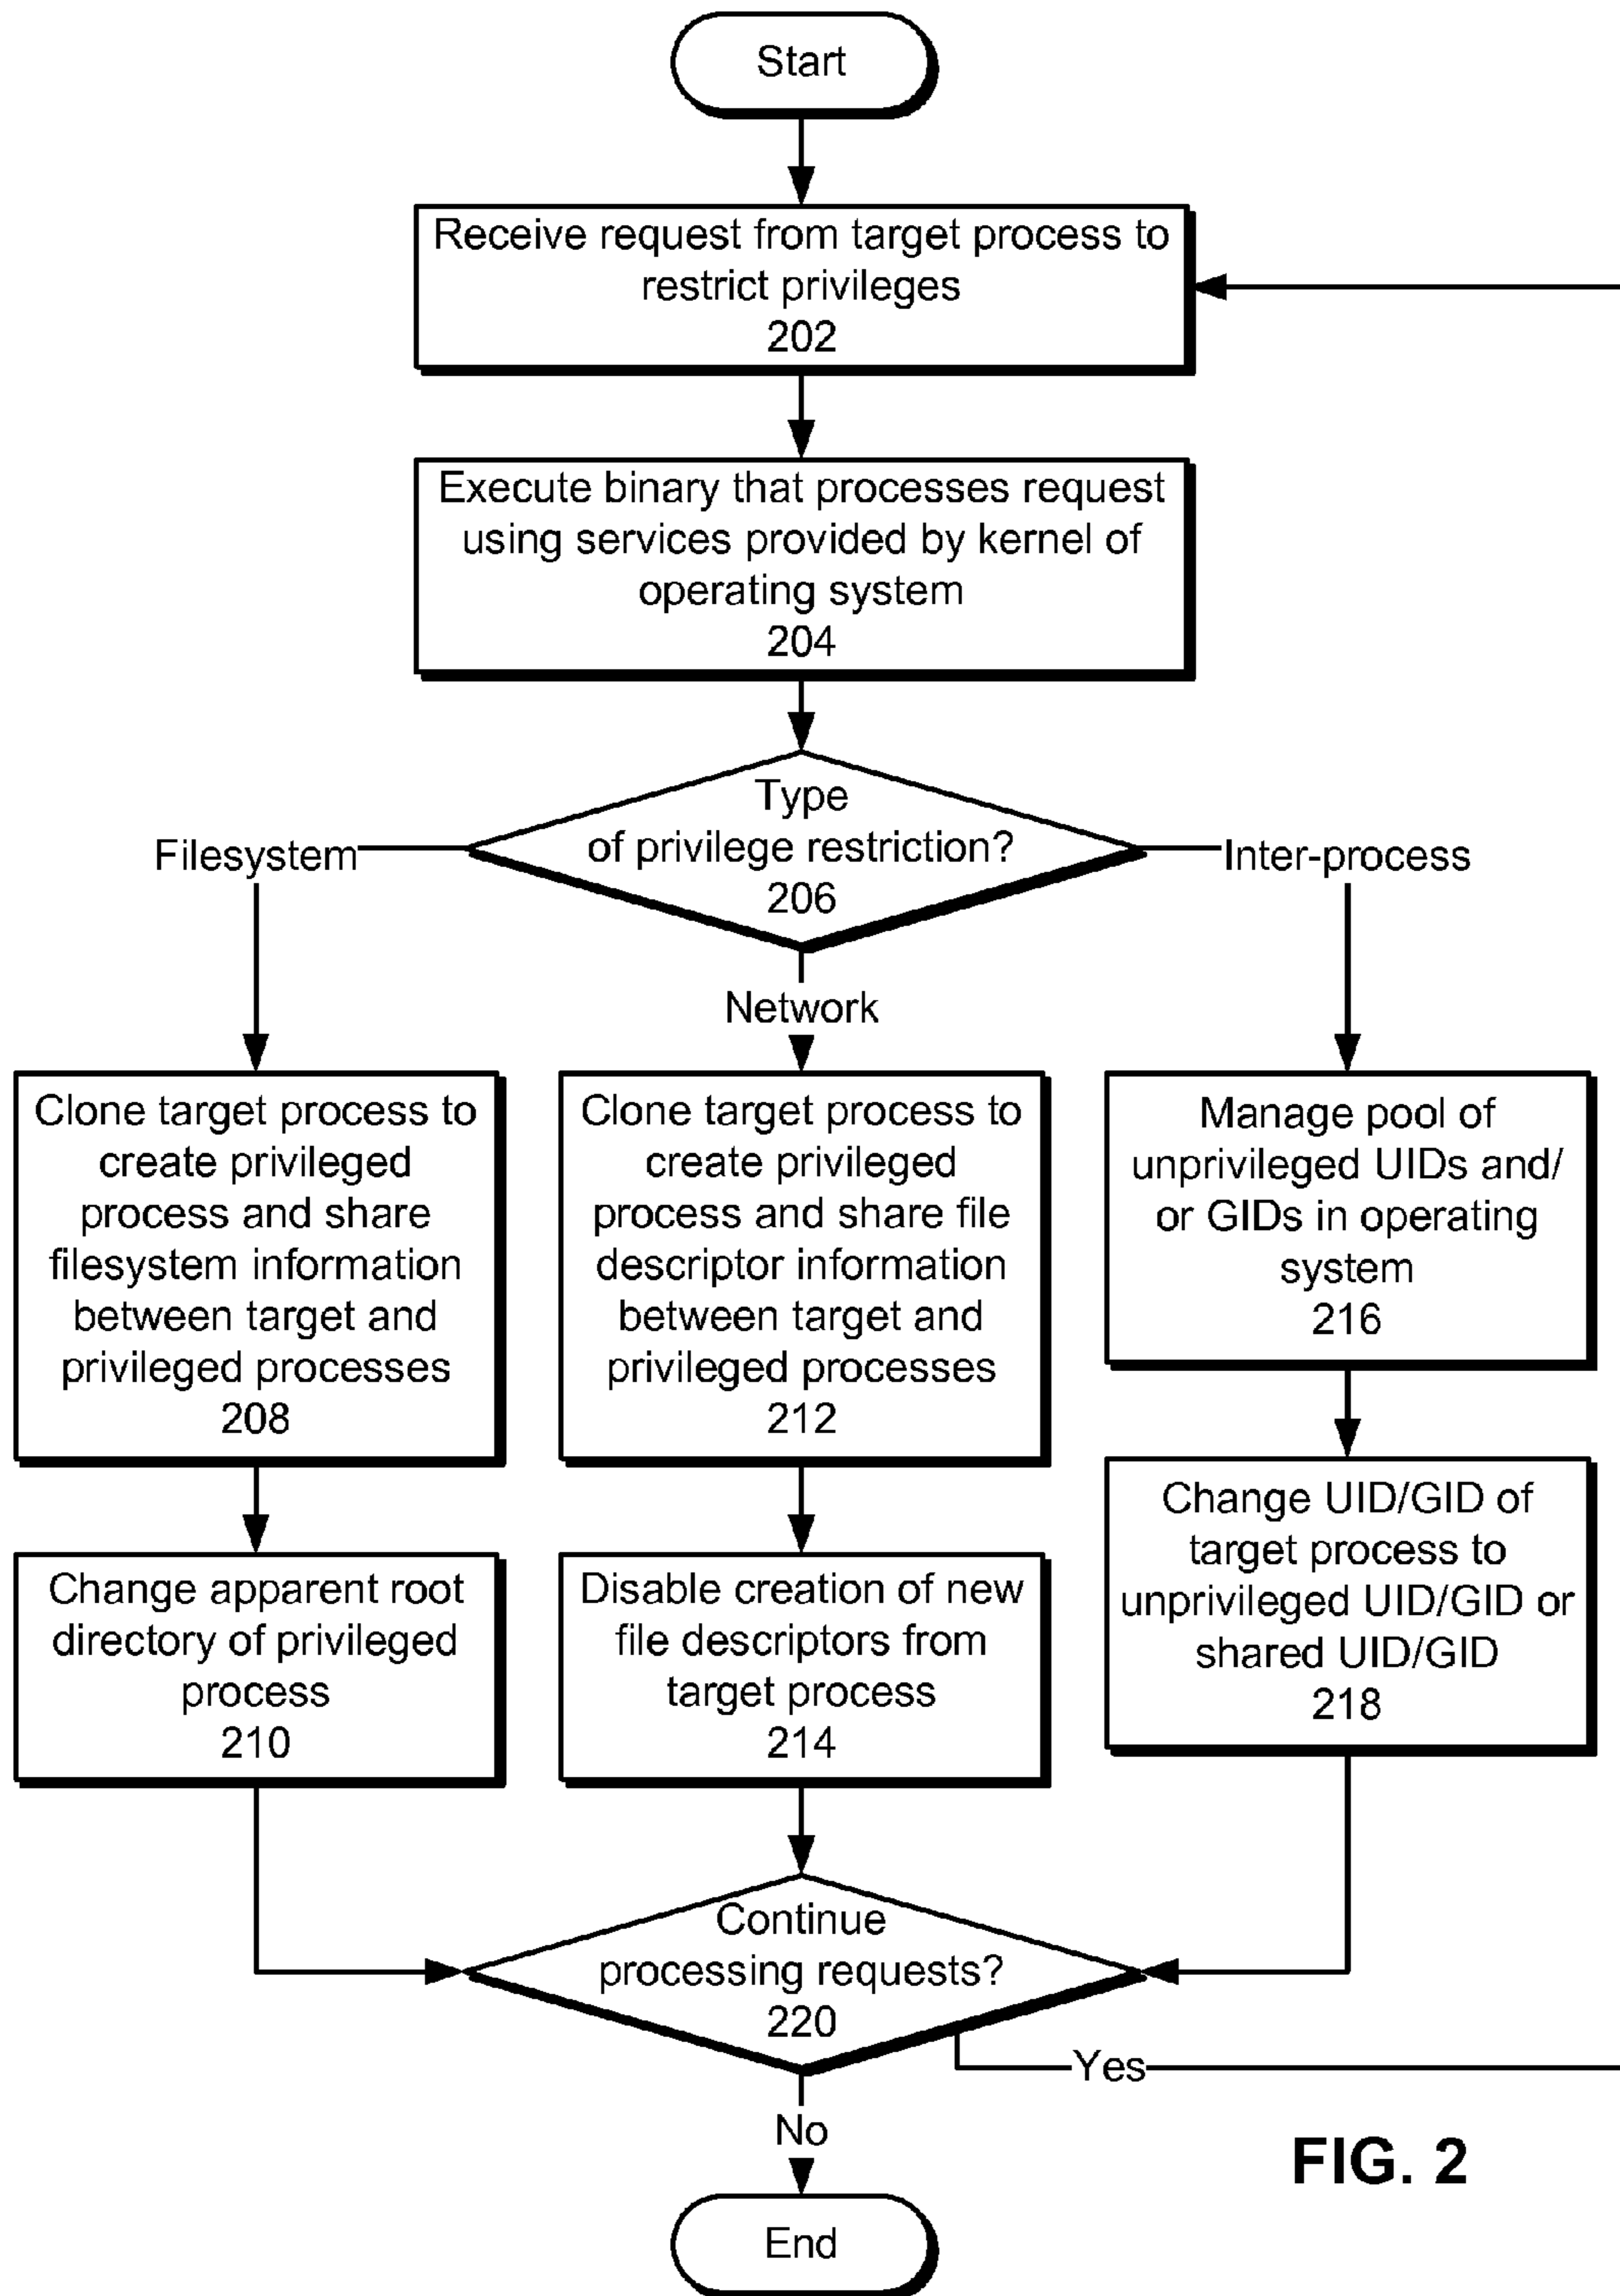 Start
Receive request from target process to
restrict privileges
202
Execute binary that processes request
using services provided by kernel of
operating system
204
Type
of privilege restriction?
206
Filesystem
Network
Inter-process
Clone target process to
create privileged
process and share
filesystem information
between target and
privileged processes
208
Change apparent root
directory of privileged
process
210
Clone target process to
create privileged
process and share file
descriptor information
between target and
privileged processes
212
Disable creation of new
file descriptors from
target process
214
Manage pool of
unprivileged UIDs and/
or GIDs in operating
system
216
Change UID/GID of
target process to
unprivileged UID/GID or
shared UID/GID
218
Continue
processing requests?
220
Yes
No
End
FIG. 2